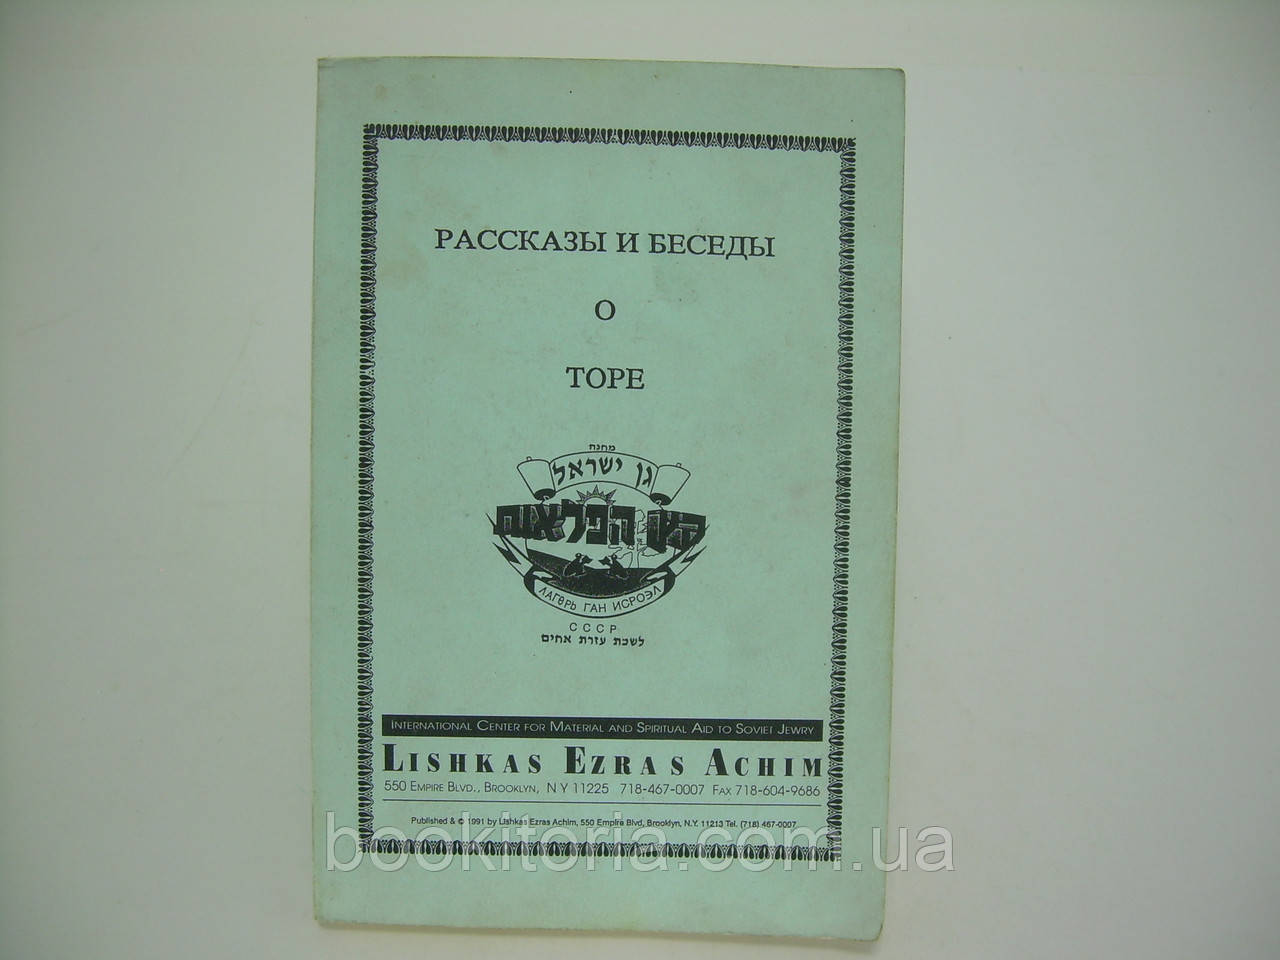 РАССКАЗЫ И БЕСЕДЫ
О
ТОРЕ
מחנה
גן ישראל
הפלאות
ЛАГЕРЬ ГАН ИСРОЭЛ
СССР
לשכת עזרת אחים
INTERNATIONAL CENTER FOR MATERIAL AND SPIRITUAL AID TO SOVIET JEWRY
LISHKAS EZRAS ACHIM
550 EMPIRE BLVD., BROOKLYN, NY 11225 718-467-0007 FAX 718-604-9686
Published & © 1991 by Lishkas Ezras Achim, 550 Empire Blvd, Brooklyn, N.Y. 11213 Tel. (718) 467-0007
bookitoria.com.ua